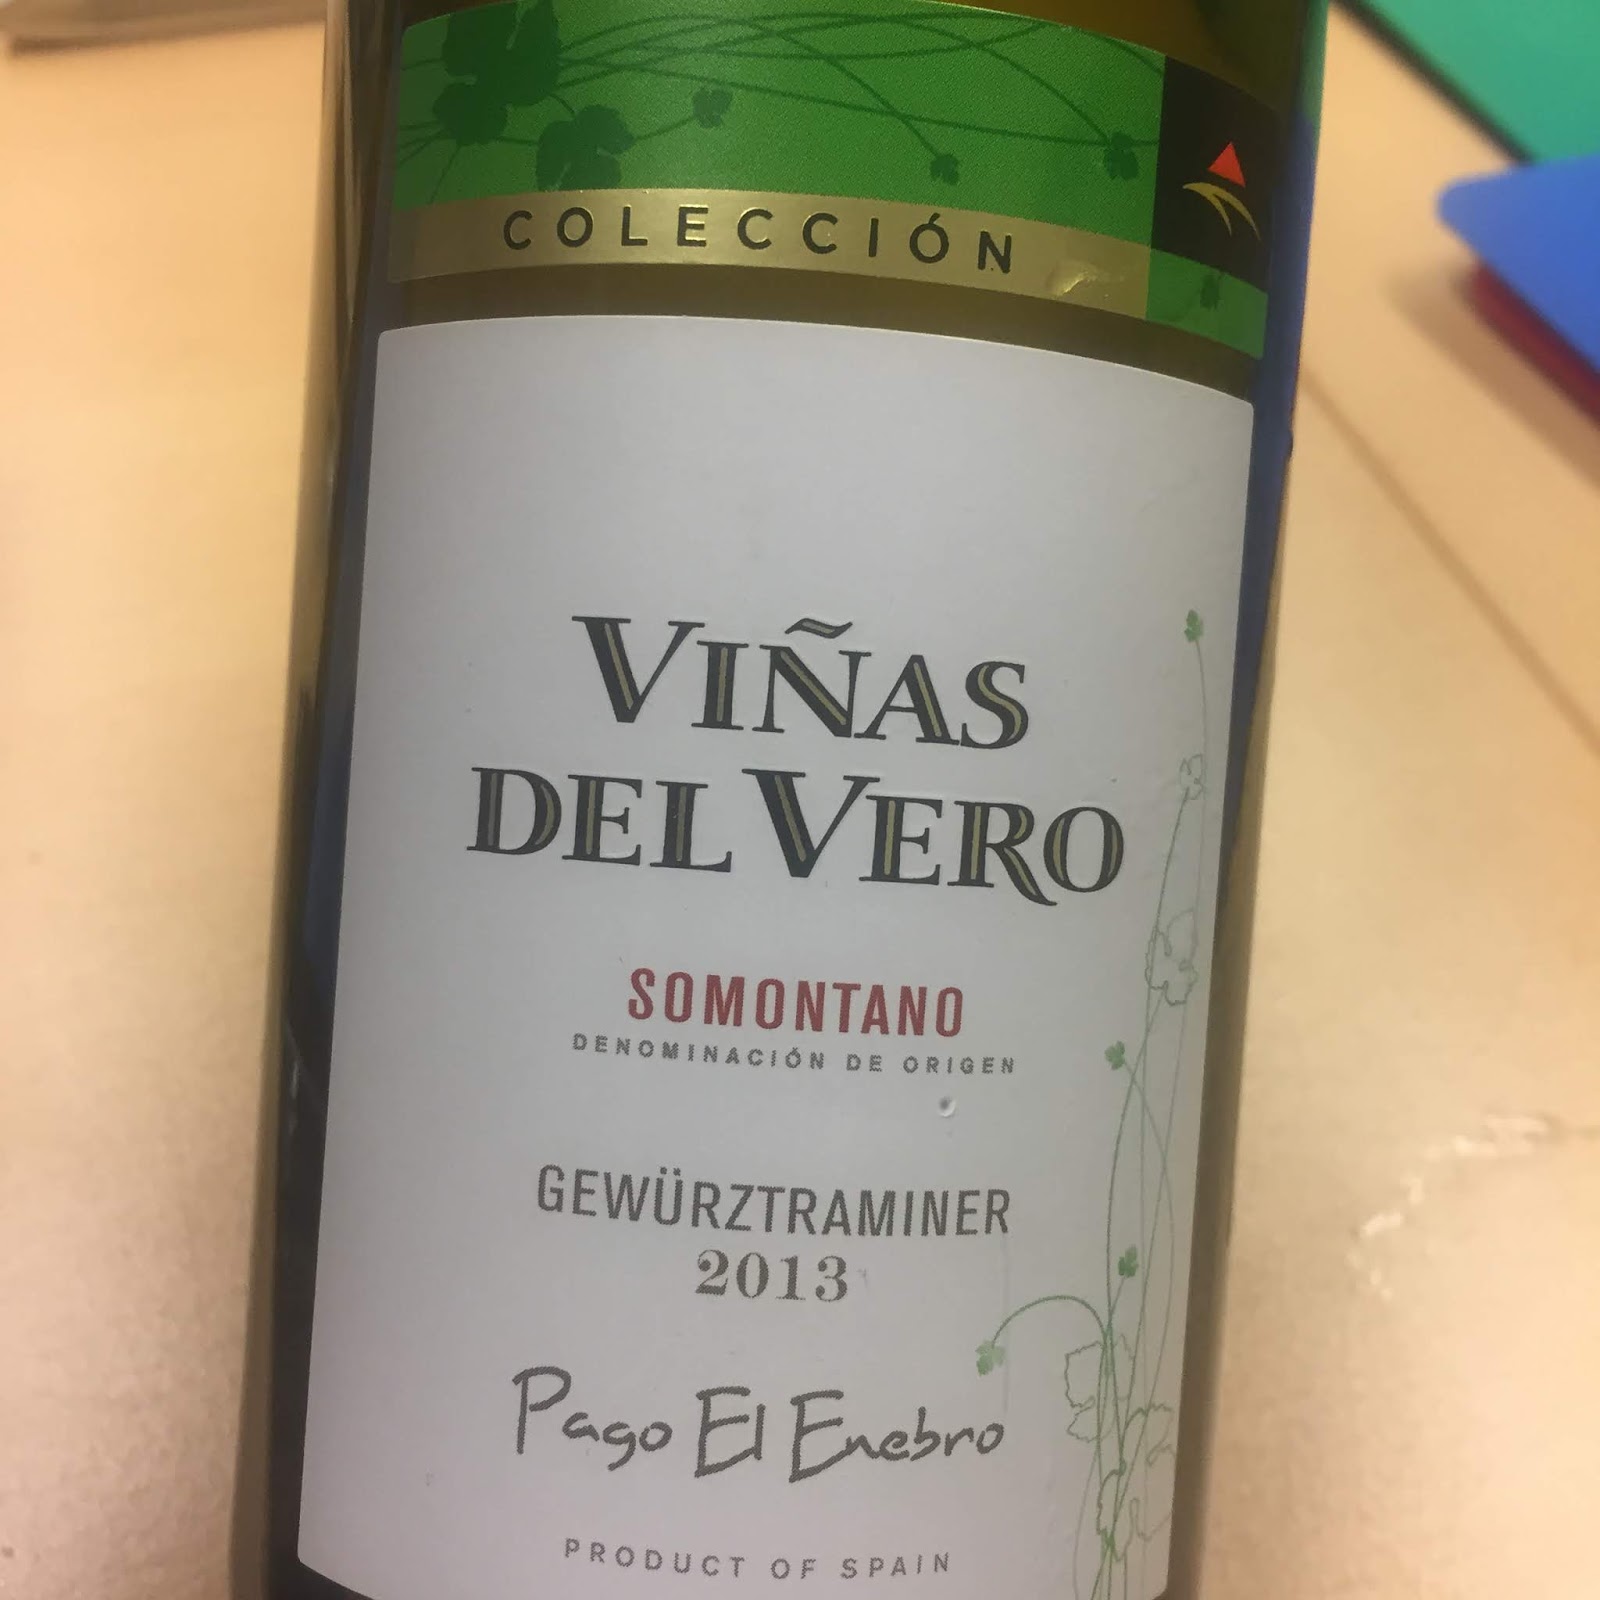 COLECCIÓN
VIÑAS
DEL VERO
SOMONTANO
DENOMINACIÓN DE ORIGEN
GEWÜRZTRAMINER
2013
Pago El Enebro
PRODUCT OF SPAIN